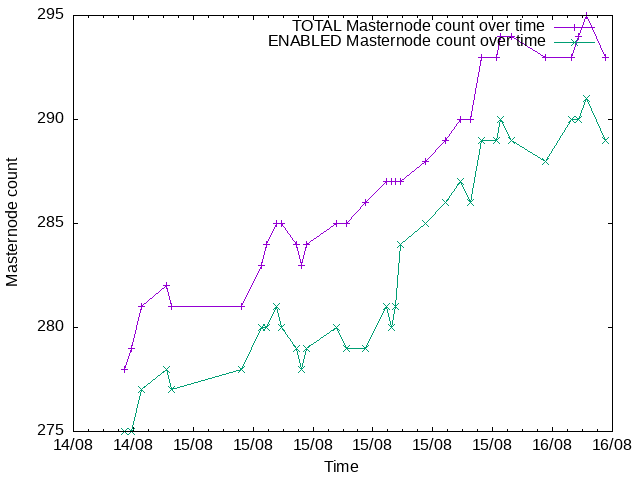 295
TOTAL Masternode count over time
ENABLED Masternode count over time
290
285
Masternode count
280
275
14/08 14/08 15/08 15/08 15/08 15/08 15/08 15/08 16/08 16/08
Time